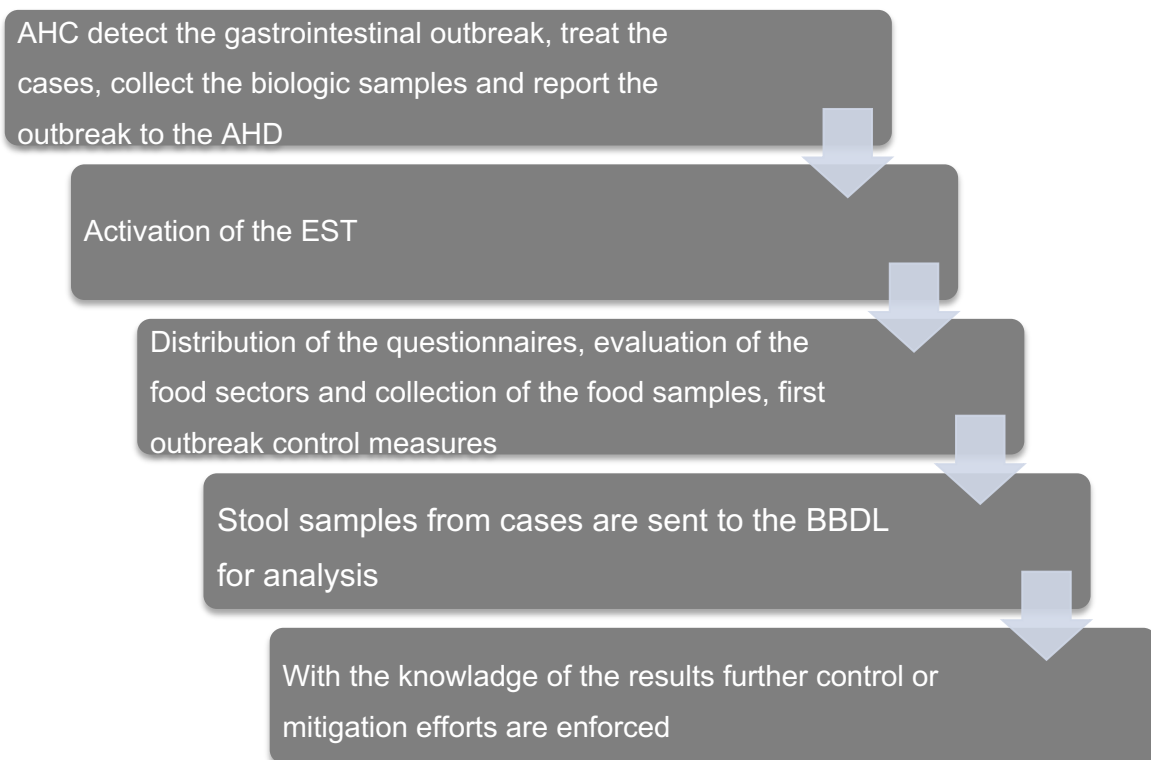 AHC detect the gastrointestinal outbreak, treat the
cases, collect the biologic samples and report the
outbreak to the AHD
Activation of the EST
Distribution of the questionnaires, evaluation of the
food sectors and collection of the food samples, first
outbreak control measures
Stool samples from cases are sent to the BBDL
for analysis
With the knowladge of the results further control or
mitigation efforts are enforced